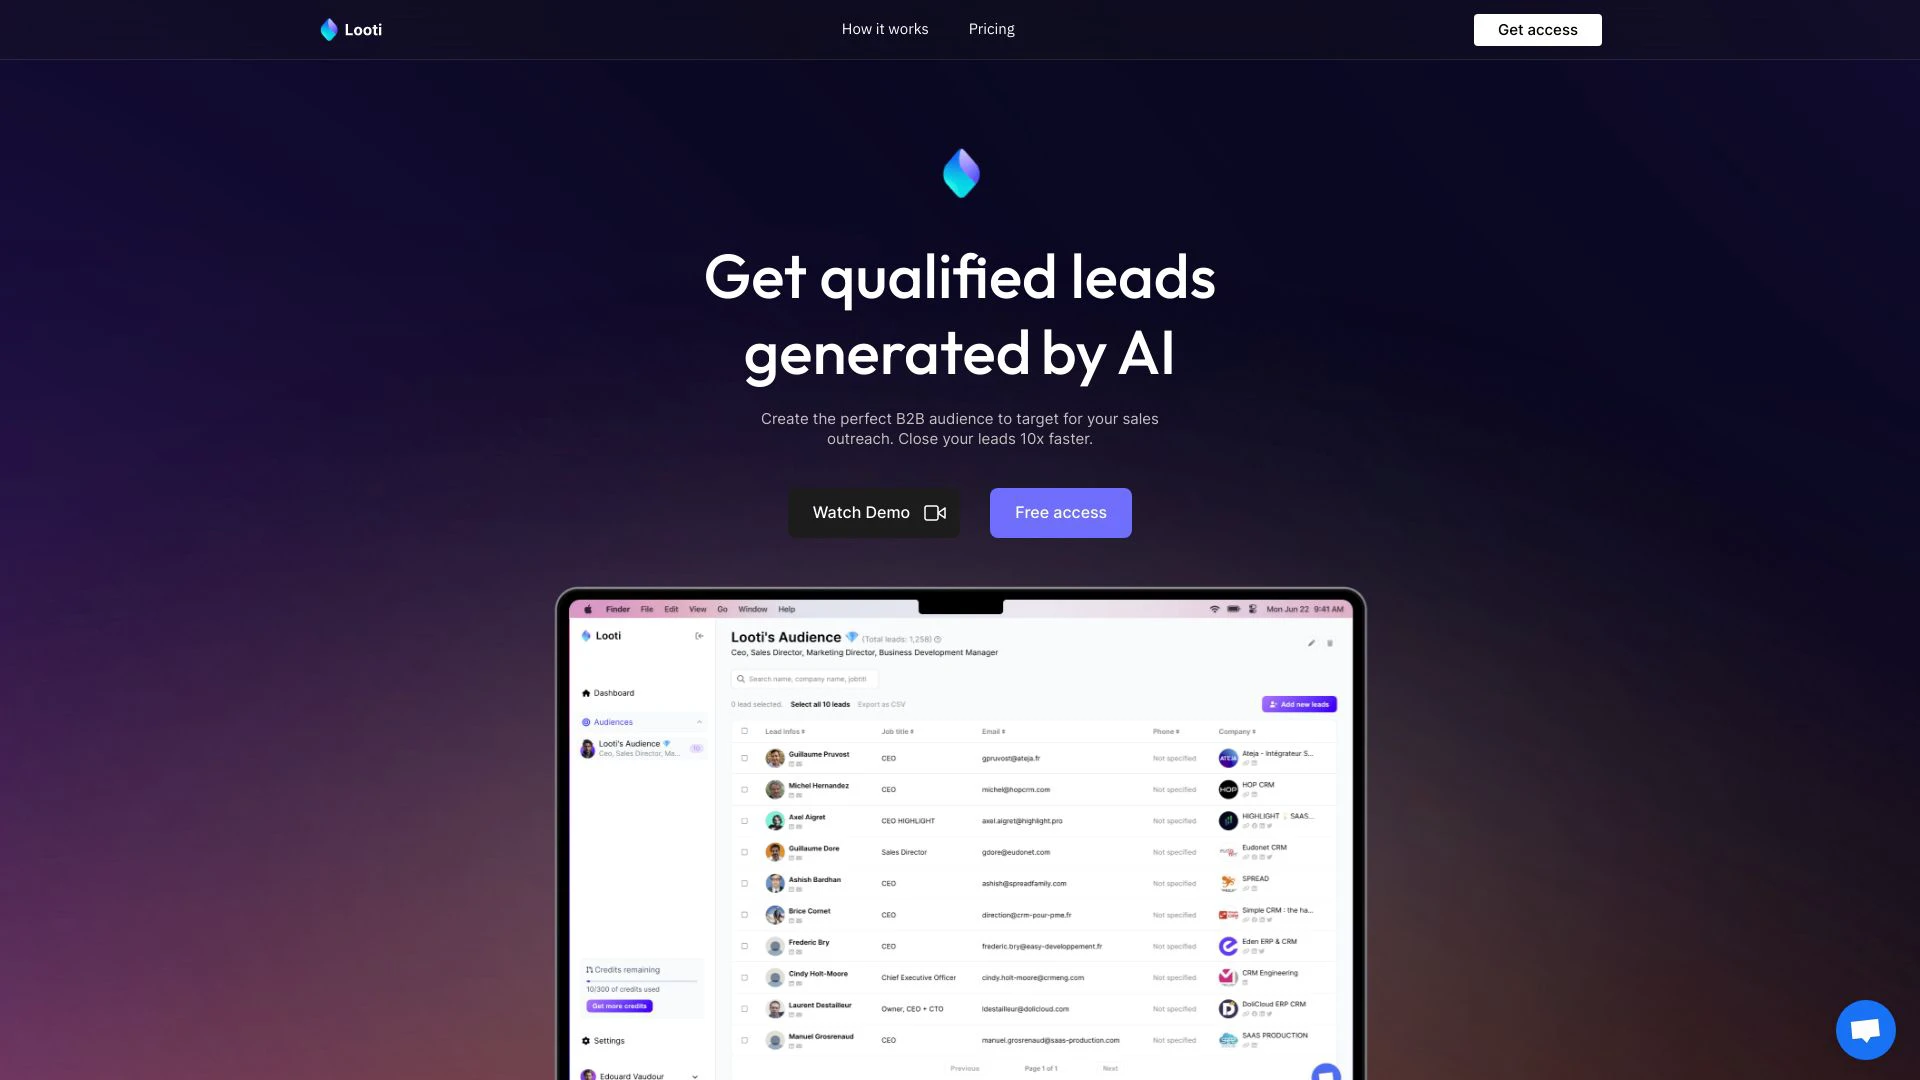 Looti
How it works
Pricing
Get access
Get qualified leads
generated by AI
Create the perfect B2B audience to target for your sales
outreach. Close your leads 10x faster.
Watch Demo
Free access
Finder File Edit View Go Window Help
Mon Jun 22 9:41 AM
Looti
Dashboard
Audiences
Looti's Audience
Ceo, Sales Director, Ma...
10
Credits remaining
10/300 of credits used
Get more credits
Settings
Edouard Vaudour
Looti's Audience (Total leads: 1,258)
Ceo, Sales Director, Marketing Director, Business Development Manager
Search name, company name, jobtitl
0 lead selected. Select all 10 leads Export as CSV
Add new leads
Lead Infos Job title Email Phone Company
Guillaume Pruvost CEO gpruvost@ateja.fr Not specified Ateja - Intégrateur S...
Michel Hernandez CEO michel@hopcrm.com Not specified HOP CRM
Axel Aigret CEO HIGHLIGHT axel.aigret@highlight.pro Not specified HIGHLIGHT SAAS...
Guillaume Dore Sales Director gdore@eudonet.com Not specified Eudonet CRM
Ashish Bardhan CEO ashish@spreadfamily.com Not specified SPREAD
Brice Cornet CEO direction@crm-pour-pme.fr Not specified Simple CRM : the ha...
Frederic Bry CEO frederic.bry@easy-developpement.fr Not specified Eden ERP & CRM
Cindy Holt-Moore Chief Executive Officer cindy.holt-moore@crmeng.com Not specified CRM Engineering
Laurent Destailleur Owner, CEO + CTO ldestailleur@dolicloud.com Not specified DoliCloud ERP CRM
Manuel Grosrenaud CEO manuel.grosrenaud@saas-production.com Not specified SAAS PRODUCTION
Previous Page 1 of 1 Next